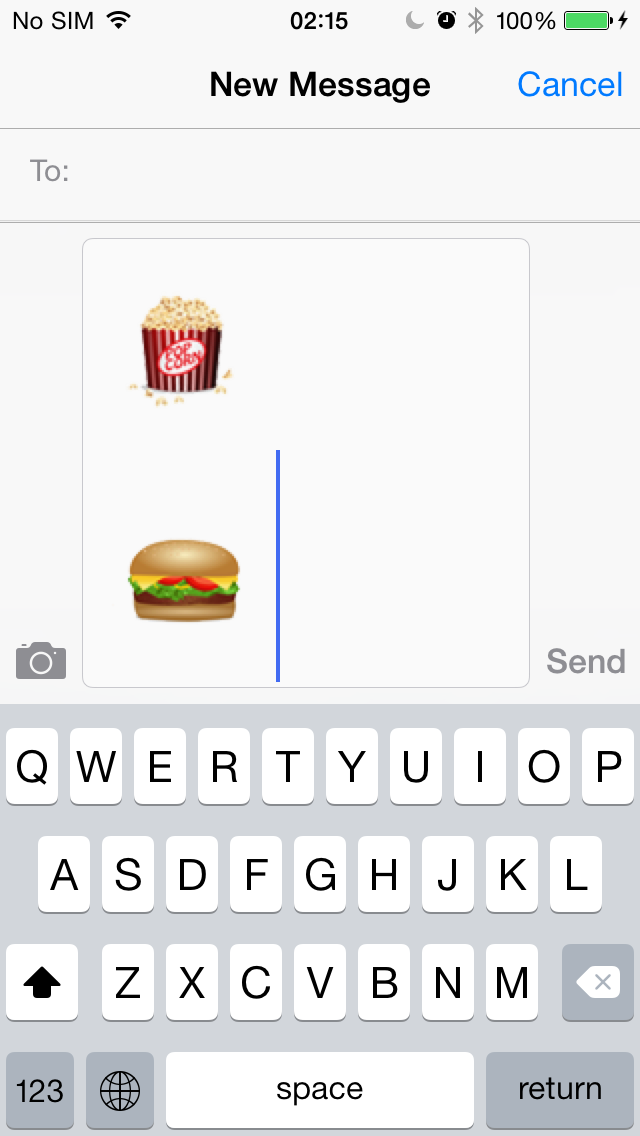 No SIM 02:15 100%
New Message Cancel
To:
POP
CORN
Send
Q W E R T Y U I O P
A S D F G H J K L
Z X C V B N M
123 space return